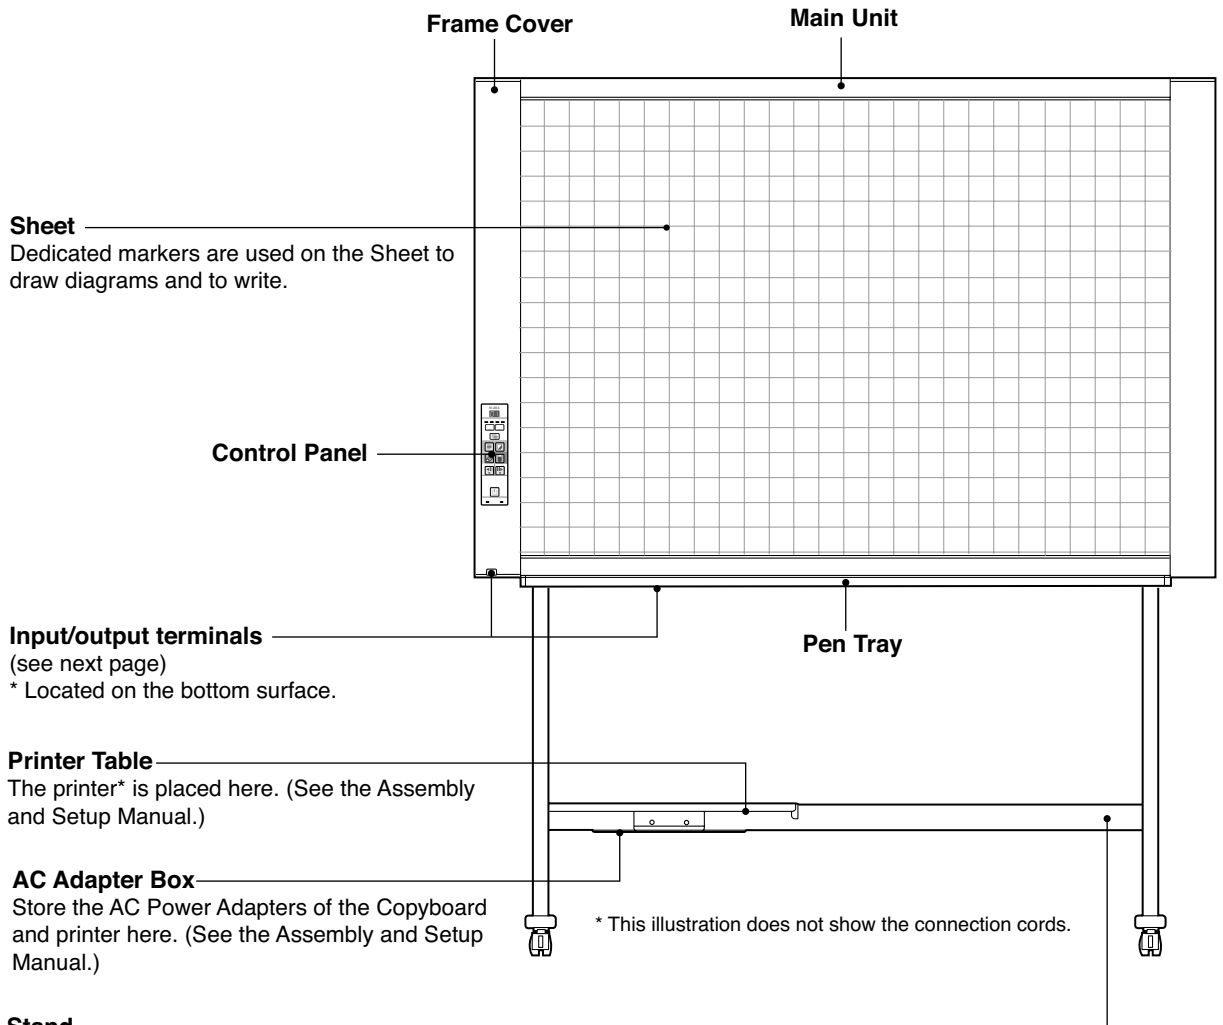 Frame Cover
Main Unit
Sheet
Dedicated markers are used on the Sheet to
draw diagrams and to write.
Control Panel
Input/output terminals
(see next page)
* Located on the bottom surface.
Pen Tray
Printer Table
The printer* is placed here. (See the Assembly
and Setup Manual.)
AC Adapter Box
Store the AC Power Adapters of the Copyboard
and printer here. (See the Assembly and Setup
Manual.)
* This illustration does not show the connection cords.
Stand